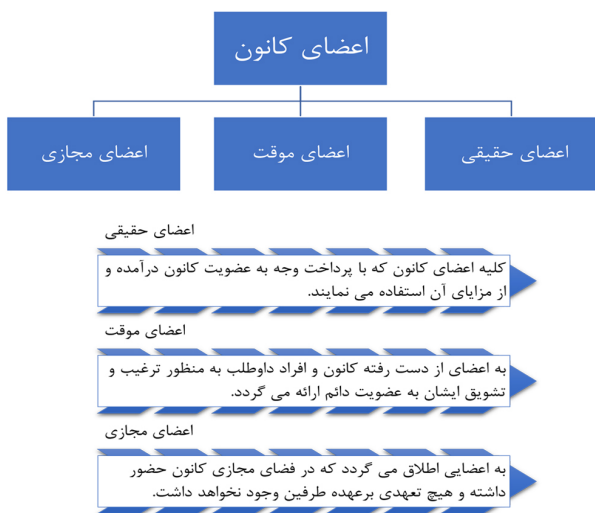 اعضای کانون
اعضای حقیقی
اعضای موقت
اعضای مجازی
اعضای حقیقی
کلیه اعضای کانون که با پرداخت وجه به عضویت کانون درآمده و
از مزایای آن استفاده می نمایند.
اعضای موقت
به اعضای از دست رفته کانون و افراد داوطلب به منظور ترغیب و
تشویق ایشان به عضویت دائم ارائه می گردد.
اعضای مجازی
به اعضایی اطلاق می گردد که در فضای مجازی کانون حضور
داشته و هیچ تعهدی برعهده طرفین وجود نخواهد داشت.